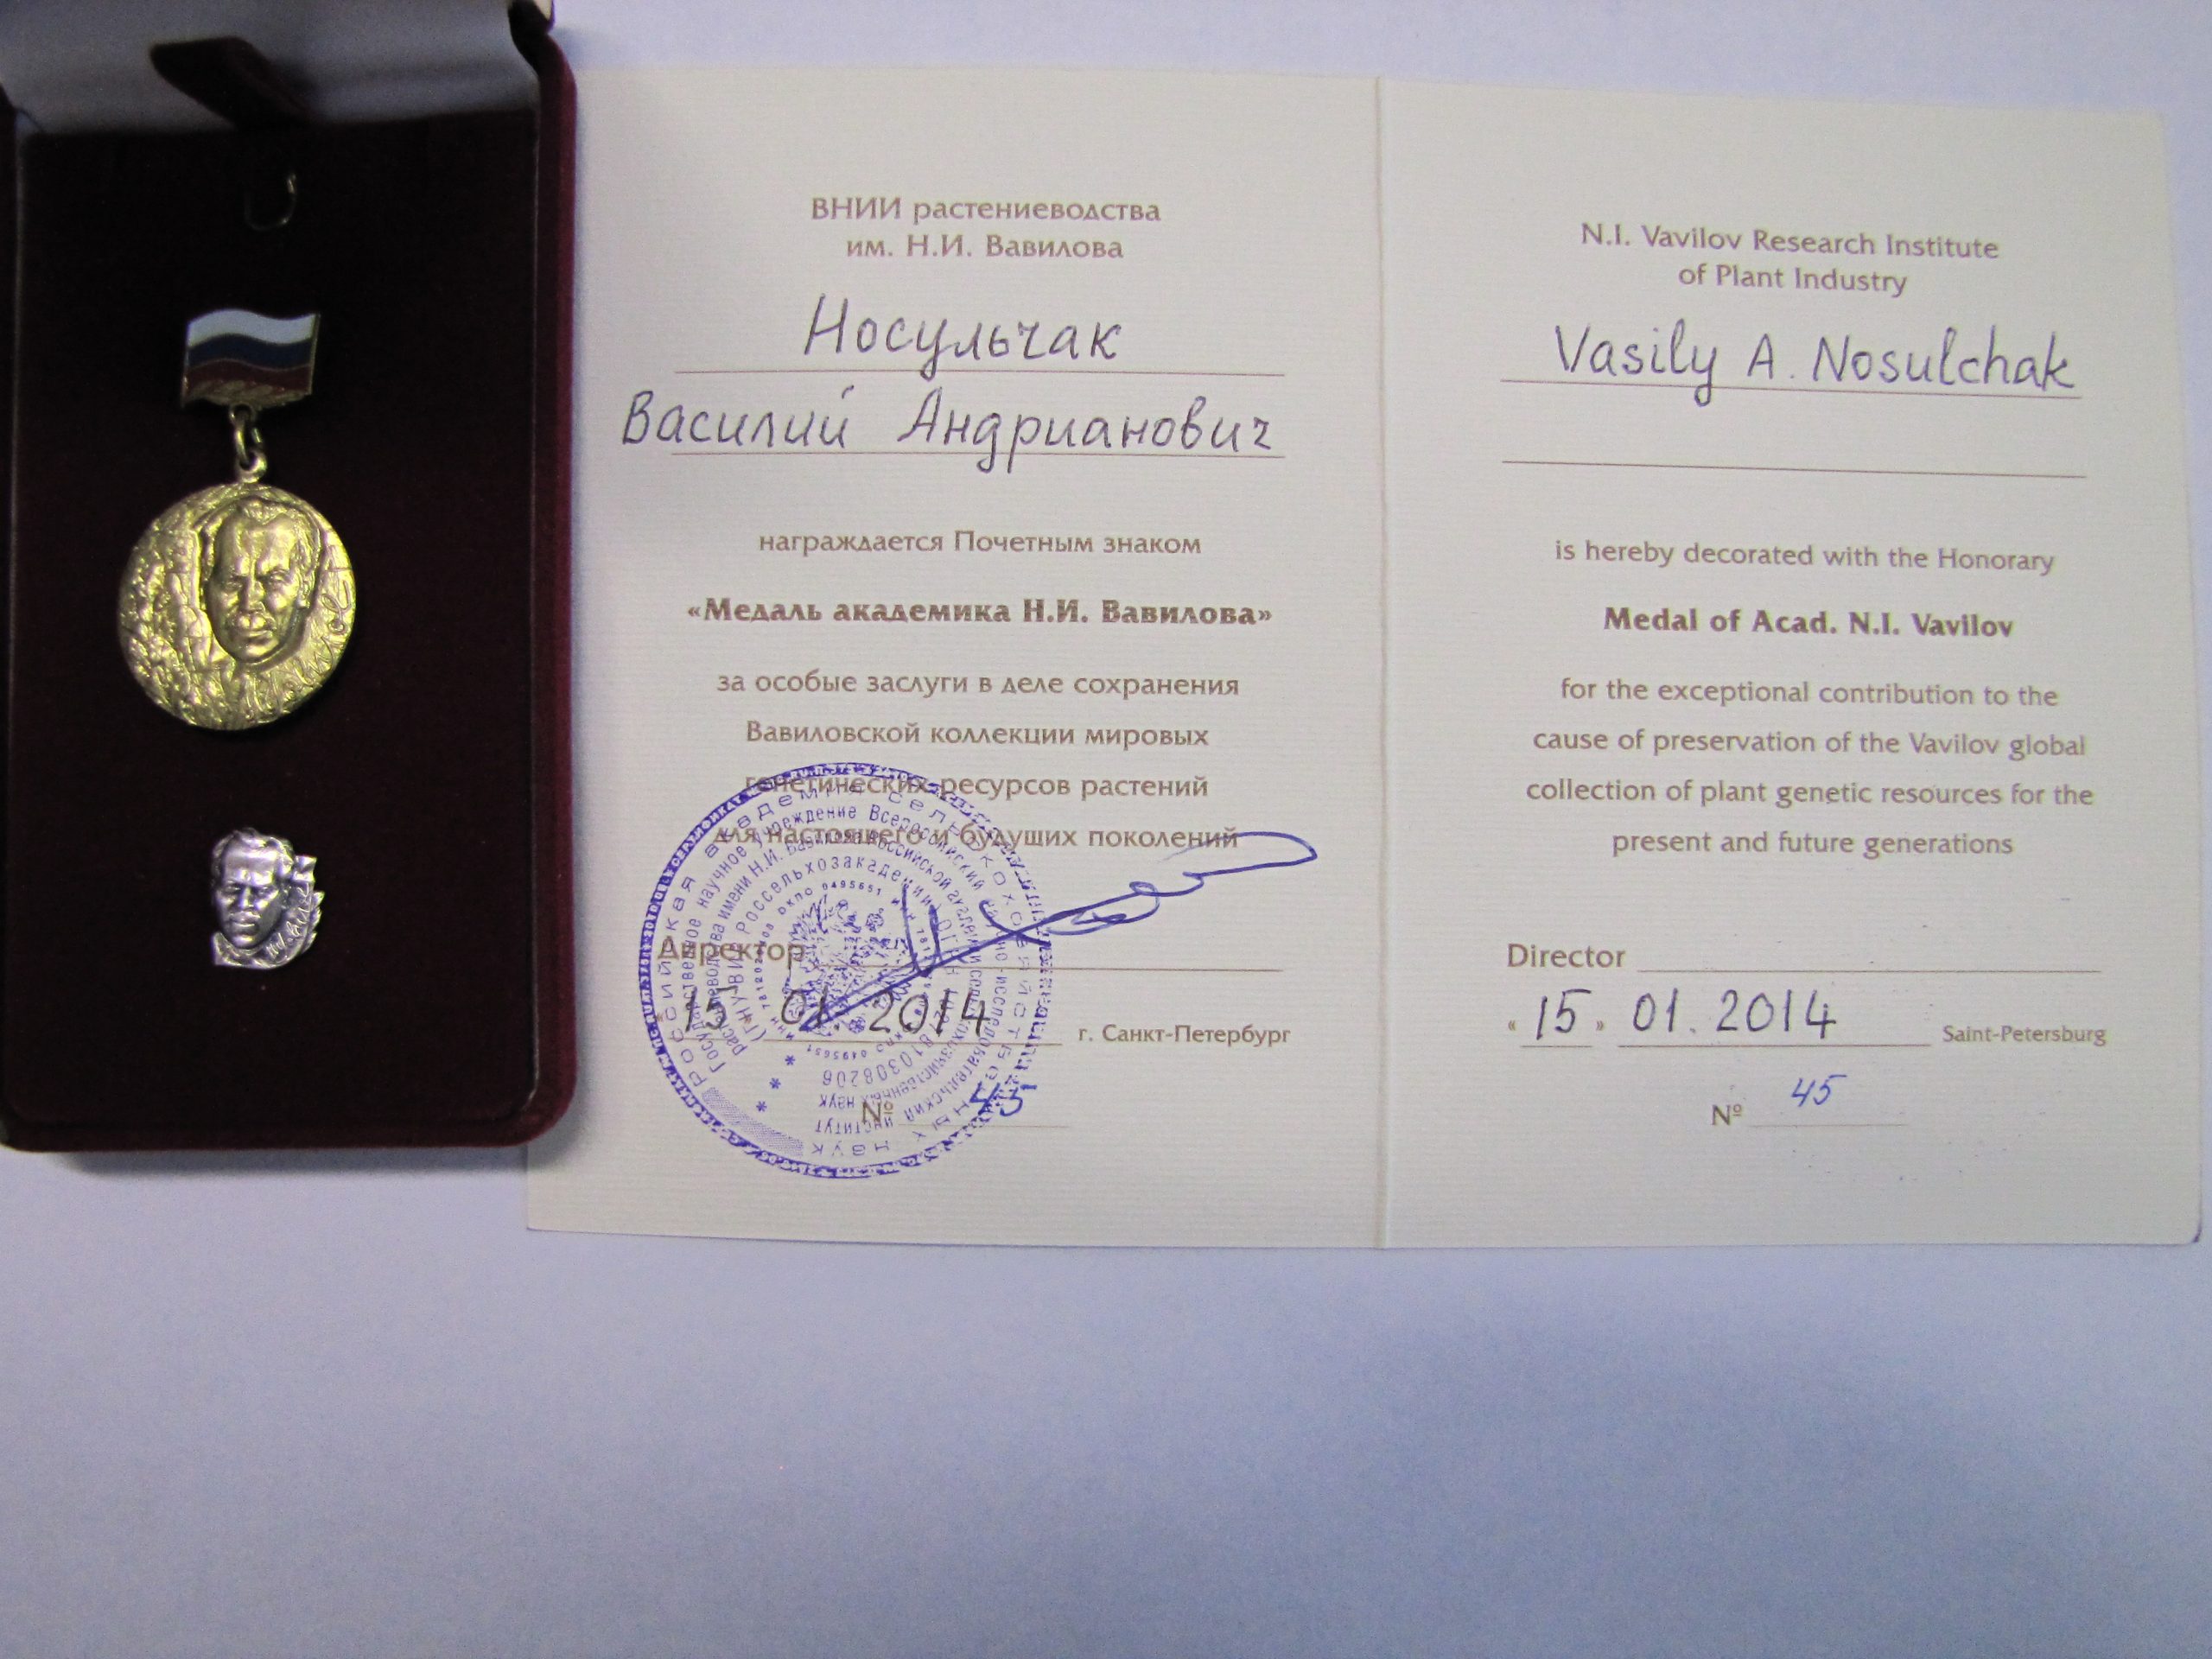 ВНИИ растениеводства
им. Н.И. Вавилова
Носульчак
Василий Андрианович
награждается Почетным знаком
«Медаль академика Н.И. Вавилова»
за особые заслуги в деле сохранения
Вавиловской коллекции мировых
генетических ресурсов растений
для настоящего и будущих поколений
Директор
"15" 01 2014 г. Санкт-Петербург
№ 45
N.I. Vavilov Research Institute
of Plant Industry
Vasily A. Nosulchak
is hereby decorated with the Honorary
Medal of Acad. N.I. Vavilov
for the exceptional contribution to the
cause of preservation of the Vavilov global
collection of plant genetic resources for the
present and future generations
Director
« 15 » 01. 2014 Saint-Petersburg
№ 45